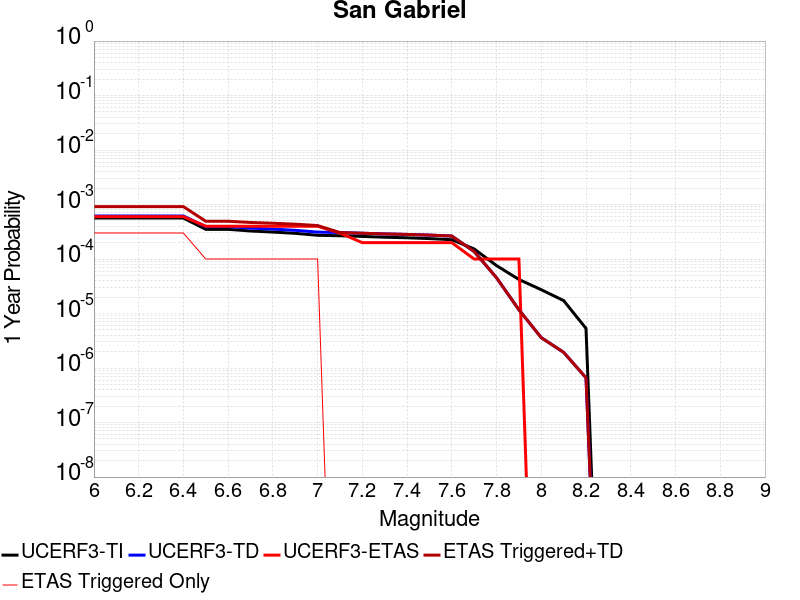 San Gabriel
10^0
10^-1
10^-2
10^-3
10^-4
10^-5
10^-6
10^-7
10^-8
1 Year Probability
6 6.2 6.4 6.6 6.8 7 7.2 7.4 7.6 7.8 8 8.2 8.4 8.6 8.8 9
Magnitude
UCERF3-TI UCERF3-TD UCERF3-ETAS ETAS Triggered+TD
ETAS Triggered Only